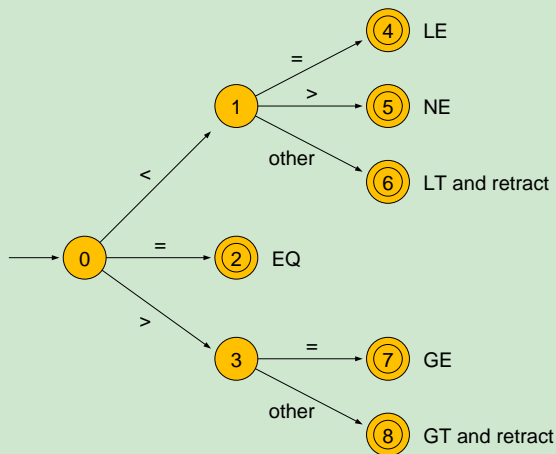 = 4 LE
1 > 5 NE
other 6 LT and retract
<
0 = 2 EQ
>
3 = 7 GE
other 8 GT and retract